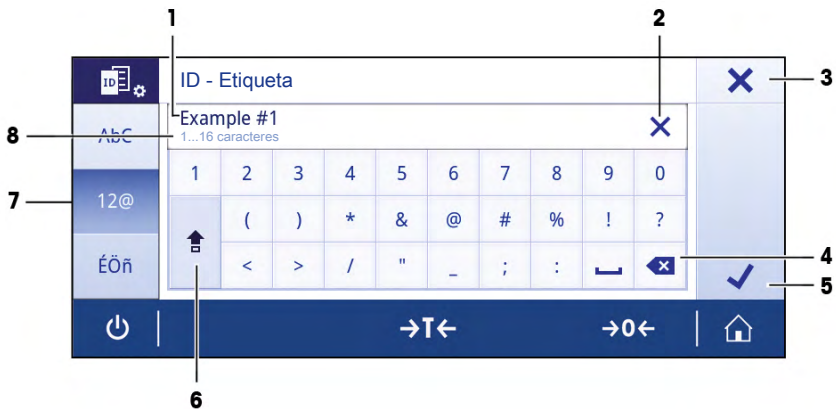 1 2
ID ID - Etiqueta
3
Example #1
8 AbC 1...16 caracteres
1 2 3 4 5 6 7 8 9 0
7 12@ ( ) * & @ # % ! ?
ÉÖñ < > / " _ ; : 4
5
→T← →0←
6